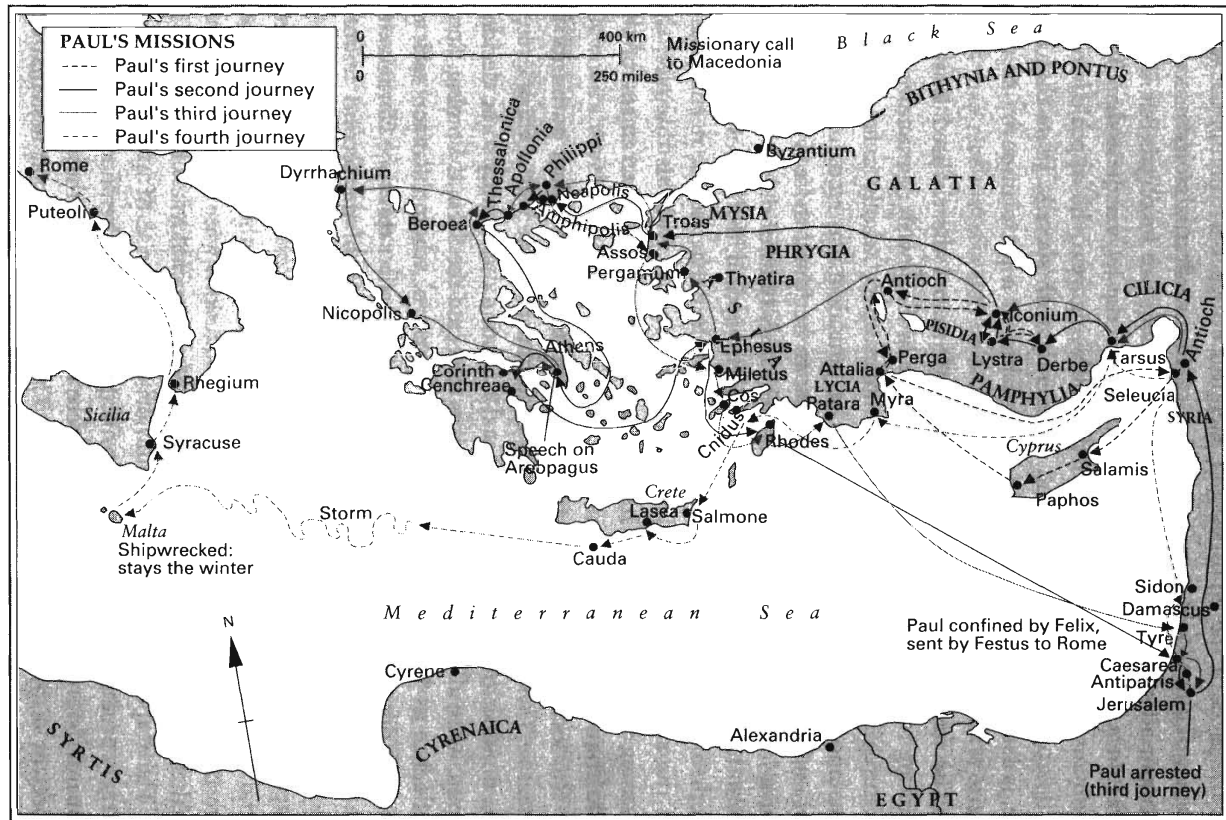 PAUL'S MISSIONS
Paul's first journey
Paul's second journey
Paul's third journey
Paul's fourth journey
0
400 km
0
250 miles
Missionary call
to Macedonia
Black Sea
BITHYNIA AND PONTUS
Rome
Puteoli
Dyrrhachium
Thessalonica
Apollonia
Philippi
Neapolis
Amphipolis
Beroea
Byzantium
GALATIA
MYSIA
Troas
Assos
PHRYGIA
Pergamum
Thyatira
Antioch
Iconium
CILICIA
Antioch
PISIDIA
Nicopolis
Athens
Ephesus
Lystra
Derbe
Tarsus
Perga
Corinth
Cenchreae
Miletus
Attalia
PAMPHYLIA
Seleucia
Rhegium
Cos
LYCIA
Patara
Myra
SYRIA
Sicilia
Syracuse
Cnidus
Rhodes
Cyprus
Salamis
Speech on
Areopagus
Paphos
Crete
Lasea
Salmone
Storm
Malta
Shipwrecked:
stays the winter
Cauda
Sidon
Damascus
Mediterranean Sea
Paul confined by Felix,
sent by Festus to Rome
Tyre
N
Cyrene
Caesarea
Antipatris
Jerusalem
SYRTIS
CYRENAICA
Alexandria
EGYPT
Paul arrested
(third journey)